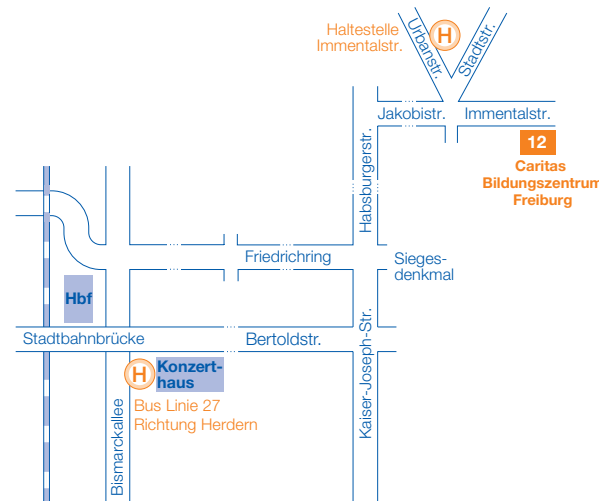 Haltestelle
Immentalstr.
H
Urbanstr.
Stadtstr.
Jakobistr.
Immentalstr.
12
Caritas
Bildungszentrum
Freiburg
Habsburgerstr.
Friedrichring
Sieges-
denkmal
Hbf
Stadtbahnbrücke
Bertoldstr.
Kaiser-Joseph-Str.
H
Konzert-
haus
Bus Linie 27
Richtung Herdern
Bismarckallee